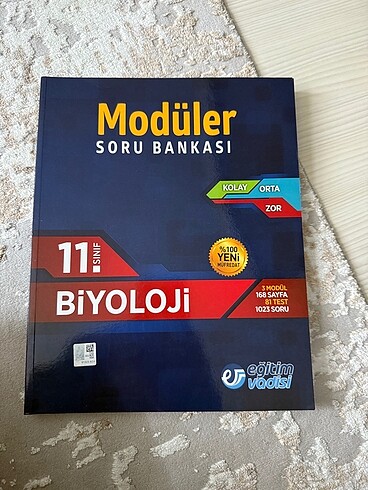 Modüler
SORU BANKASI
KOLAY
ORTA
ZOR
11.SINIF
%100
YENİ
MÜFREDAT
BİYOLOJİ
3 MODÜL
168 SAYFA
81 TEST
1023 SORU
eğitim
vadisi